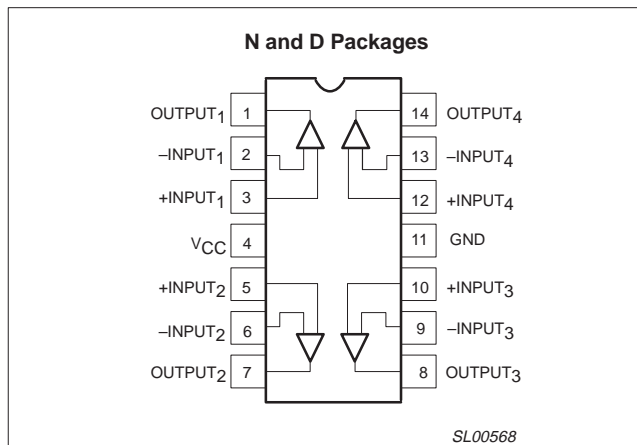 N and D Packages
OUTPUT1 1 14 OUTPUT4
–INPUT1 2 13 –INPUT4
+INPUT1 3 12 +INPUT4
VCC 4 11 GND
+INPUT2 5 10 +INPUT3
–INPUT2 6 9 –INPUT3
OUTPUT2 7 8 OUTPUT3
SL00568